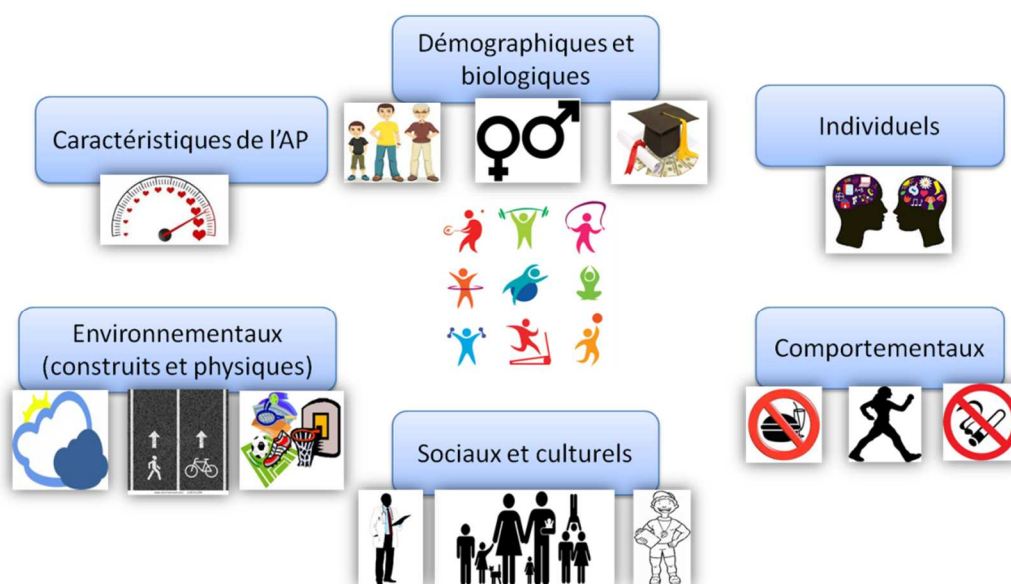 Démographiques et
biologiques
Caractéristiques de l'AP
Individuels
Environnementaux
(construits et physiques)
Comportementaux
Sociaux et culturels